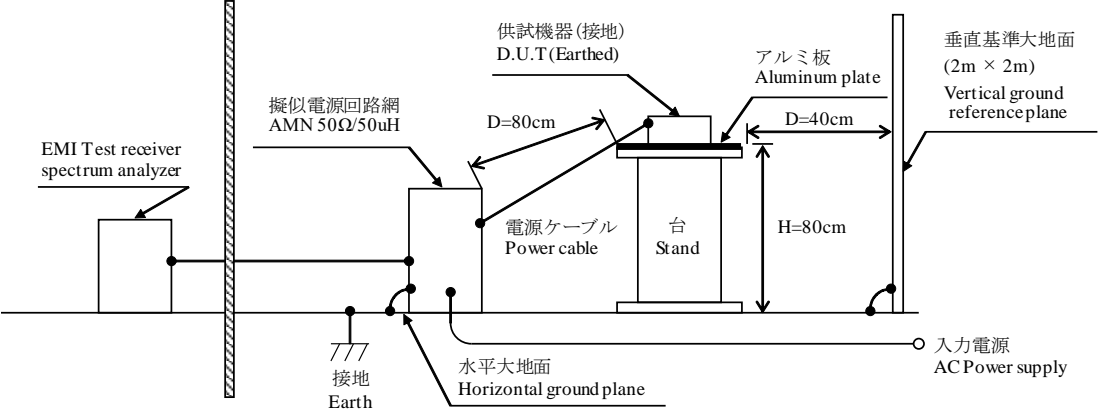 供試機器(接地)
D.U.T(Earthed)
アルミ板
Aluminum plate
垂直基準大地面
(2m × 2m)
Vertical ground
reference plane
擬似電源回路網
AMN 50Ω/50uH
D=80cm
D=40cm
EMI Test receiver
spectrum analyzer
電源ケーブル
Power cable
台
Stand
H=80cm
接地
Earth
水平大地面
Horizontal ground plane
入力電源
AC Power supply